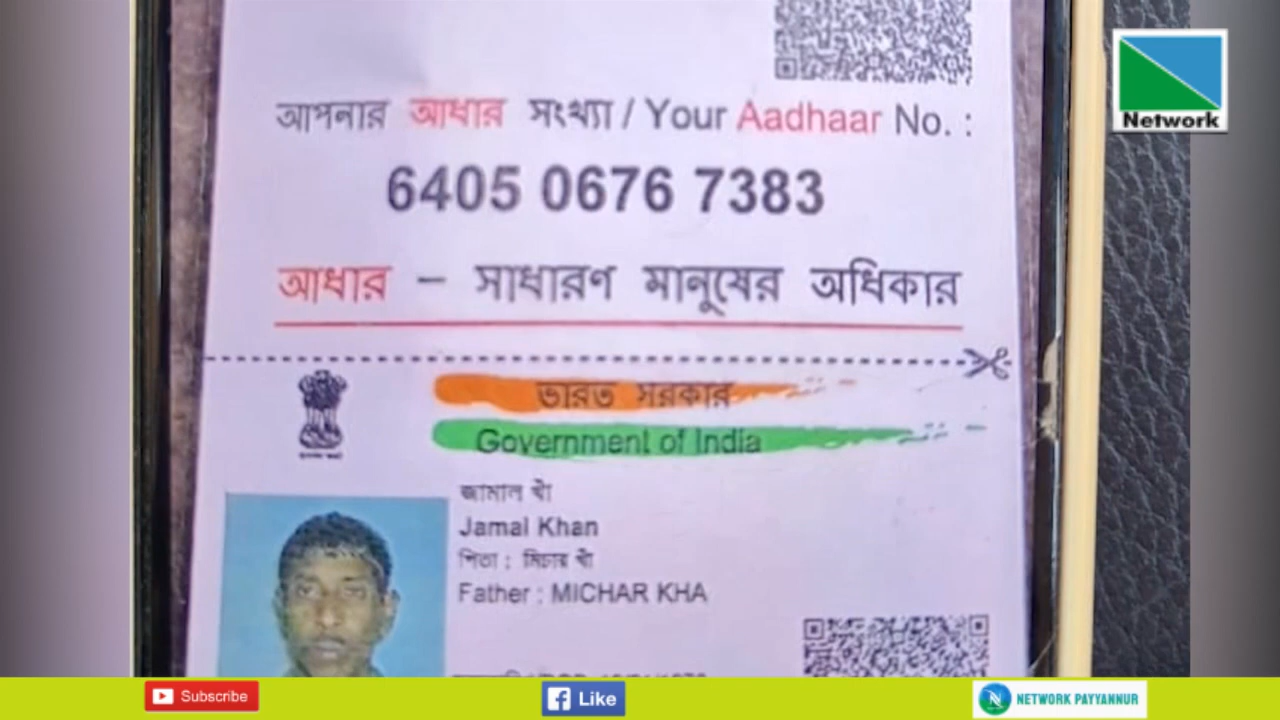 Network
আপনার আধার সংখ্যা / Your Aadhaar No. :
6405 0676 7383
আধার – সাধারণ মানুষের অধিকার
ভারত সরকার
Government of India
জামাল খাঁ
Jamal Khan
পিতা : মিচার খাঁ
Father : MICHAR KHA
Subscribe
Like
NETWORK PAYYANNUR